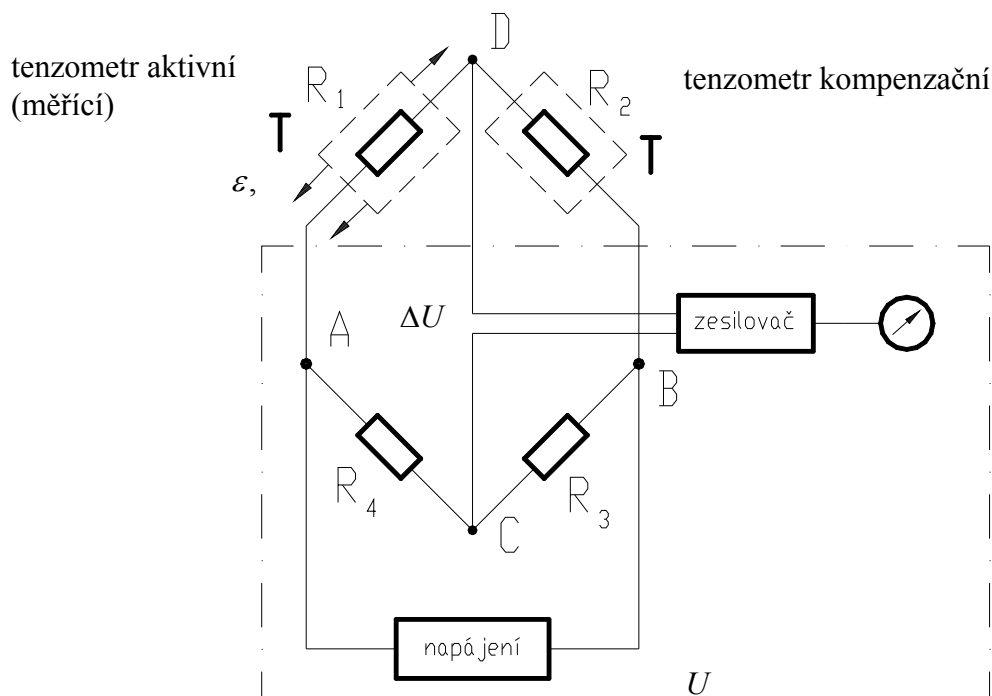 D
tenzometr aktivní
(měřící)
R1
R2
tenzometr kompenzační
T
T
ε,
ΔU
zesilovač
A
B
R4
R3
C
napájení
U